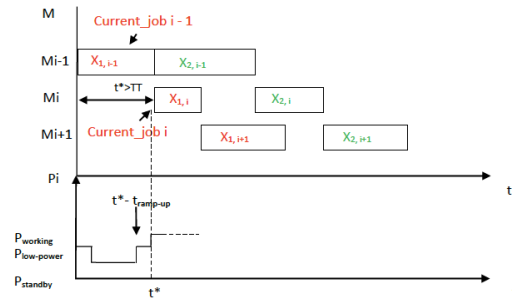 M
Current_job i - 1
Mi-1
X1, i-1
X2, i-1
t*>TT
Mi
X1, i
X2, i
Current_job i
Mi+1
X1, i+1
X2, i+1
Pi
t
t*- tramp-up
Pworking
Plow-power
Pstandby
t*